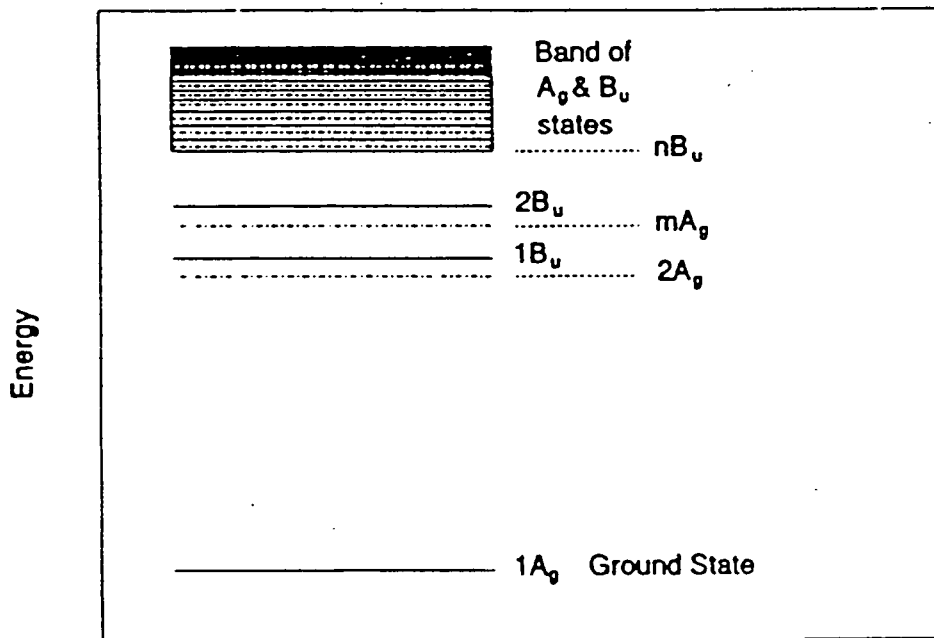 Band of
A_g & B_u
states
nB_u
2B_u
mA_g
1B_u
2A_g
Energy
1A_g Ground State